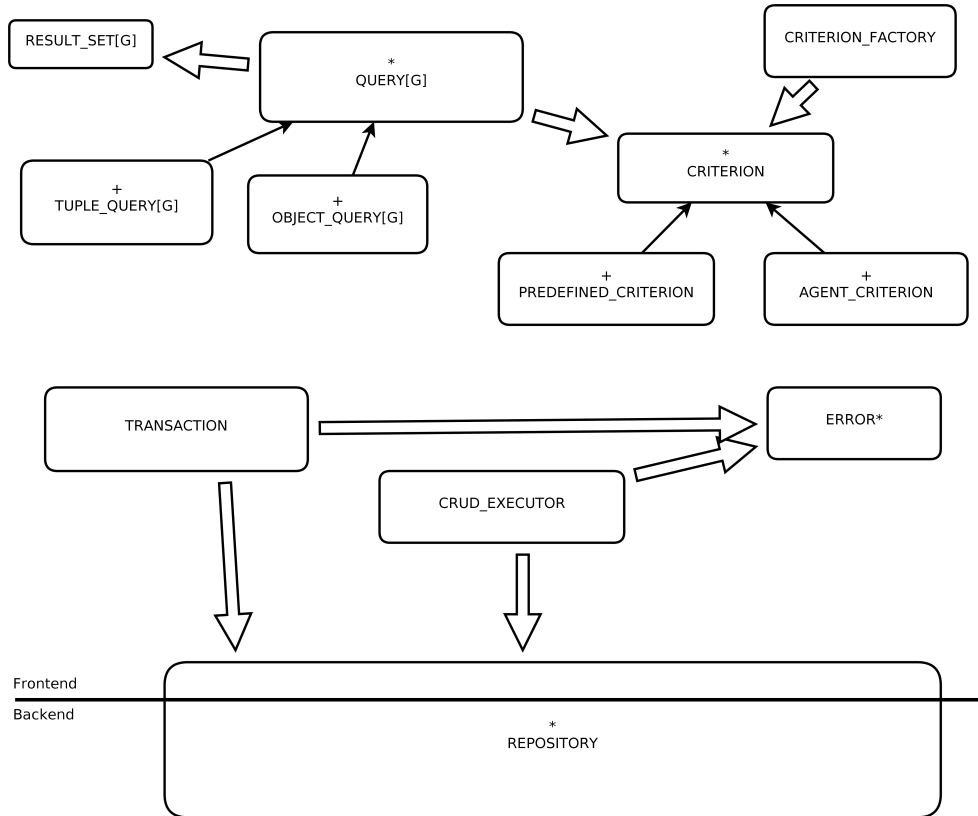 RESULT_SET[G]
*
QUERY[G]
CRITERION_FACTORY
*
CRITERION
+
TUPLE_QUERY[G]
+
OBJECT_QUERY[G]
+
PREDEFINED_CRITERION
+
AGENT_CRITERION
TRANSACTION
ERROR*
CRUD_EXECUTOR
Frontend
Backend
*
REPOSITORY